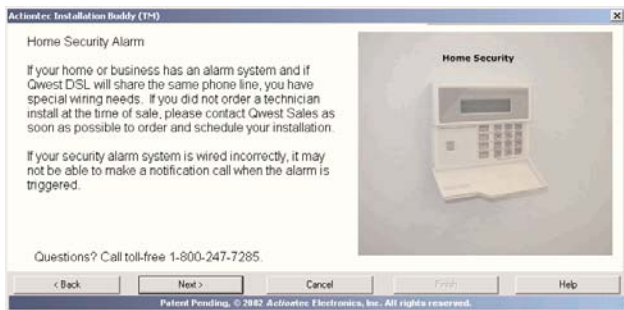 Actiontec Installation Buddy (TM)
Home Security Alarm
If your home or business has an alarm system and if
Qwest DSL will share the same phone line, you have
special wiring needs. If you did not order a technician
install at the time of sale, please contact Qwest Sales as
soon as possible to order and schedule your installation.
If your security alarm system is wired incorrectly, it may
not be able to make a notification call when the alarm is
triggered.
Questions? Call toll-free 1-800-247-7285.
Home Security
< Back
Next >
Cancel
Finish
Help
Patent Pending, © 2002 Actiontec Electronics, Inc. All rights reserved.